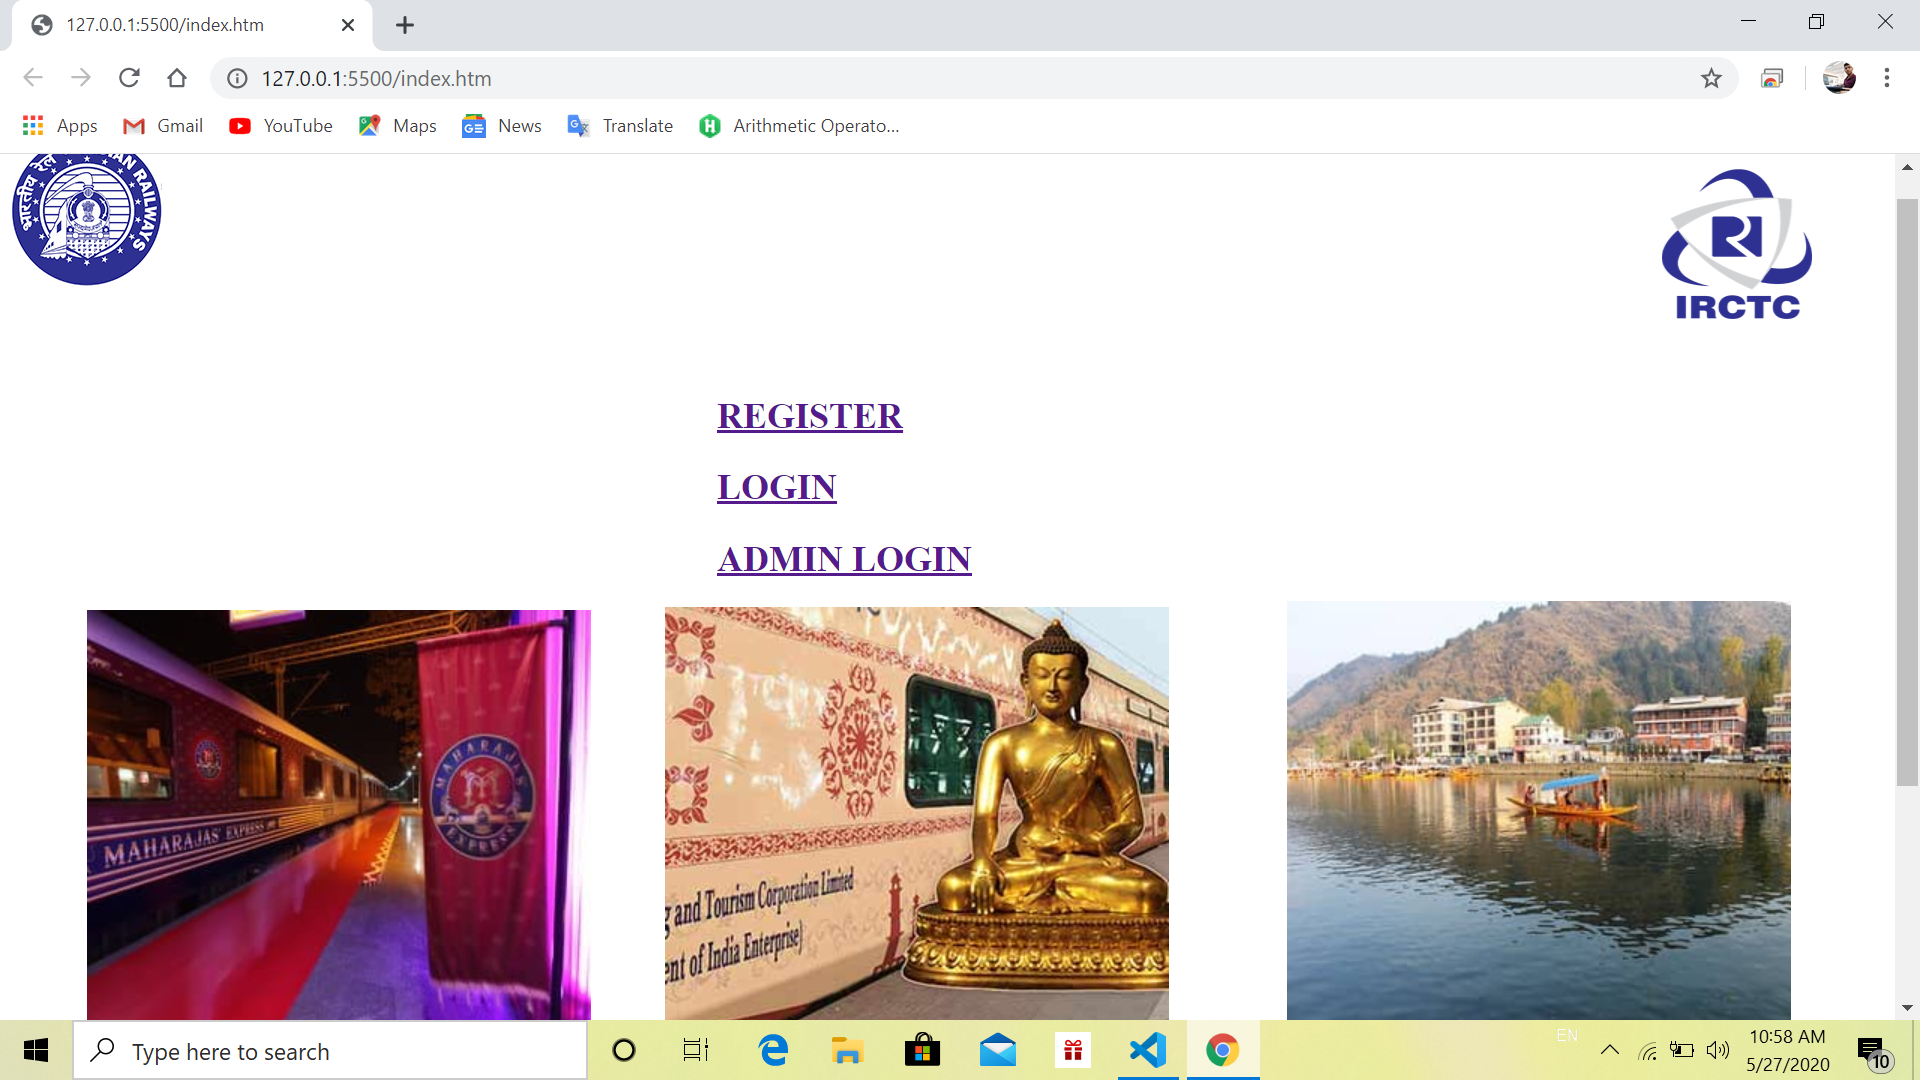 127.0.0.1:5500/index.htm
127.0.0.1:5500/index.htm
Apps
Gmail
YouTube
Maps
News
Translate
Arithmetic Operato...
भारतीय रेल
RAILWAYS
IRCTC
REGISTER
LOGIN
ADMIN LOGIN
MAHARAJAS
EXPRESS
MAHARAJAS' EXPRESS
and Tourism Corporation Limited
ent of India Enterprise)
Type here to search
EN
10:58 AM
5/27/2020
10